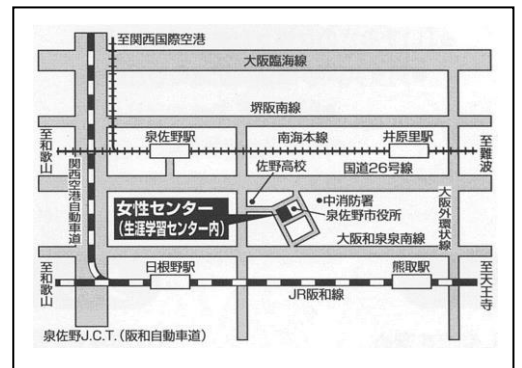 至関西国際空港
大阪臨海線
堺阪南線
至和歌山
泉佐野駅
南海本線
井原里駅
至難波
関西空港自動車道
佐野高校
国道26号線
女性センター
(生涯学習センター内)
•中消防署
泉佐野市役所
大阪外環状線
大阪和泉泉南線
至和歌山
日根野駅
熊取駅
至天王寺
JR阪和線
泉佐野J.C.T.(阪和自動車道)